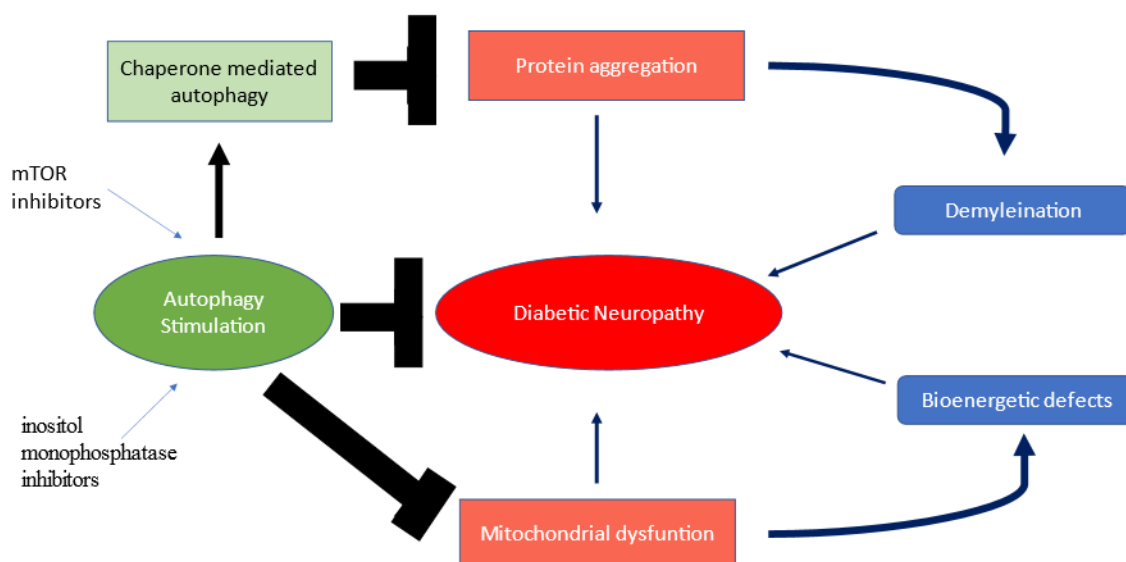 Chaperone mediated
autophagy
Protein aggregation
mTOR
inhibitors
Demyleination
Autophagy
Stimulation
Diabetic Neuropathy
Bioenergetic defects
inositol
monophosphatase
inhibitors
Mitochondrial dysfuntion